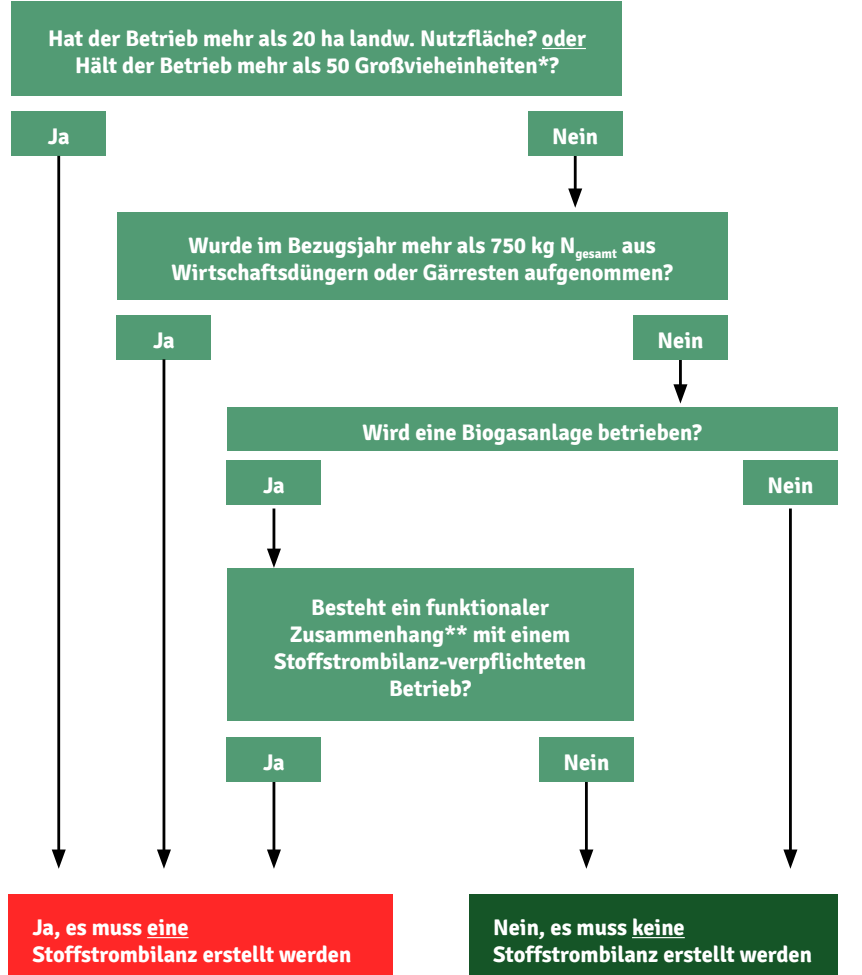 Hat der Betrieb mehr als 20 ha landw. Nutzfläche? oder
Hält der Betrieb mehr als 50 Großvieheinheiten*?
Ja
Nein
Wurde im Bezugsjahr mehr als 750 kg Ngesamt aus
Wirtschaftsdüngern oder Gärresten aufgenommen?
Ja
Nein
Wird eine Biogasanlage betrieben?
Ja
Nein
Besteht ein funktionaler
Zusammenhang** mit einem
Stoffstrombilanz-verpflichteten
Betrieb?
Ja
Nein
Ja, es muss eine
Stoffstrombilanz erstellt werden
Nein, es muss keine
Stoffstrombilanz erstellt werden